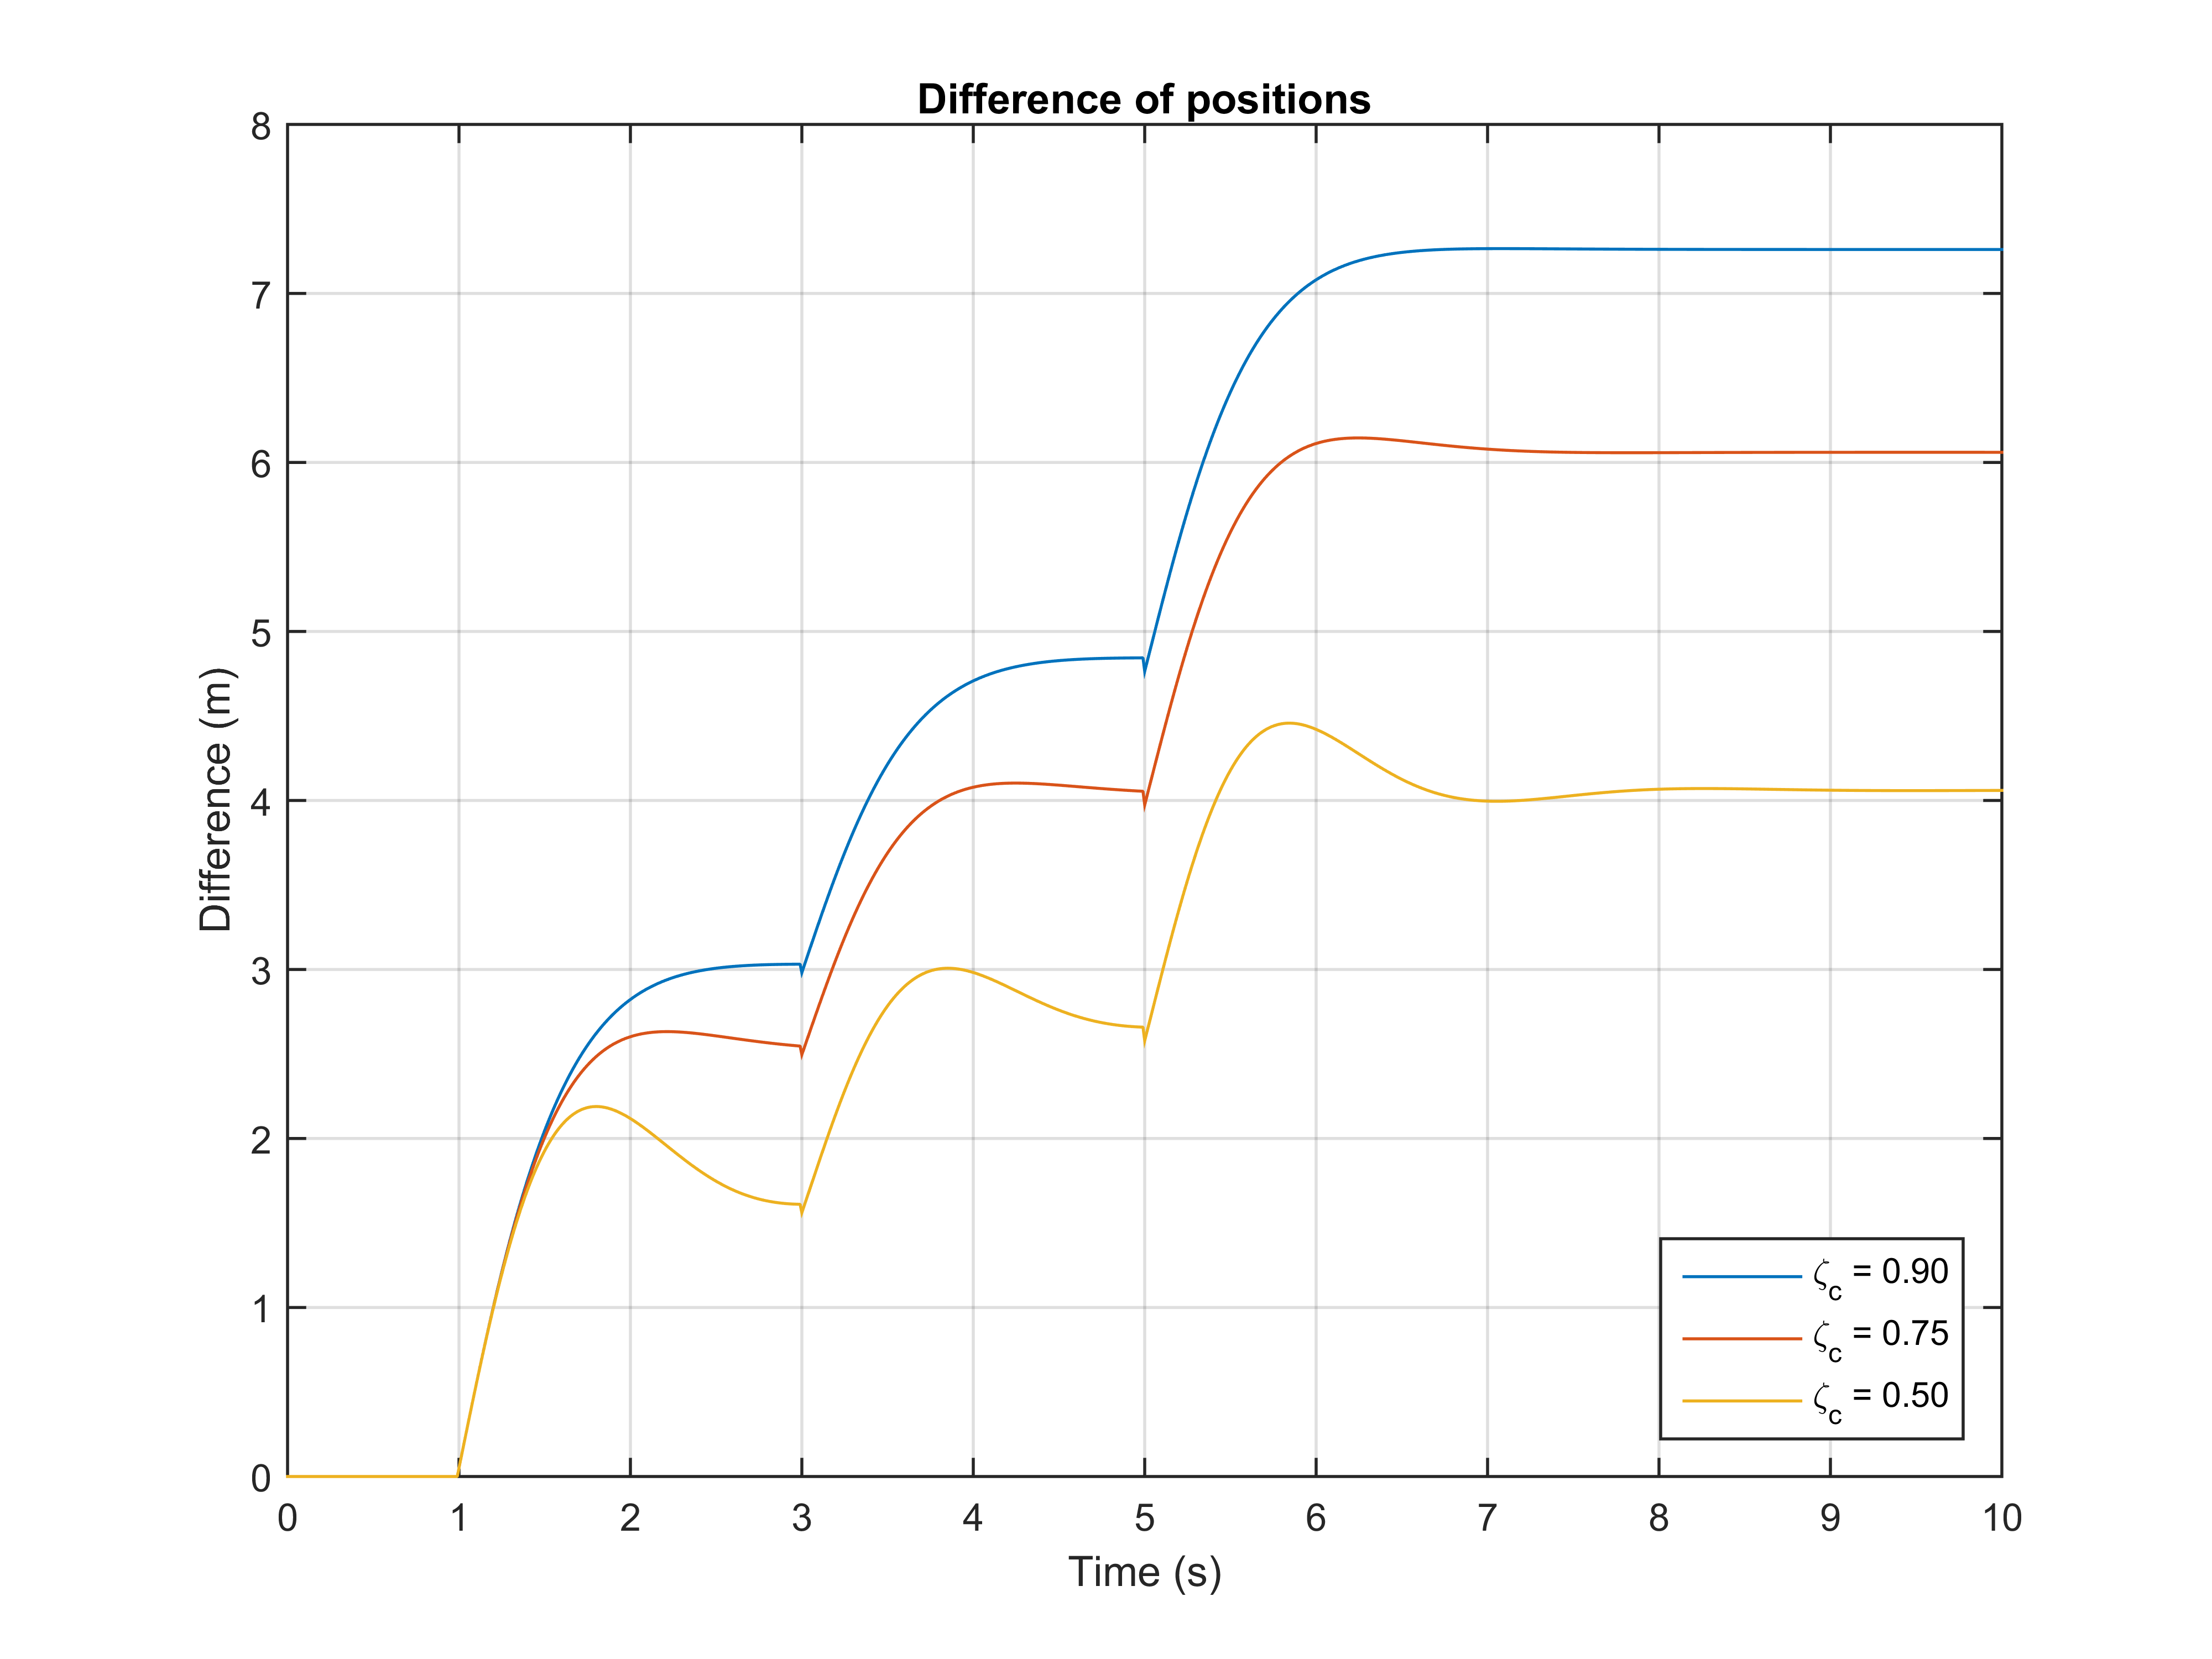 Difference of positions
8
7
6
5
4
3
2
1
0
Difference (m)
0 1 2 3 4 5 6 7 8 9 10
Time (s)
ζc = 0.90
ζc = 0.75
ζc = 0.50